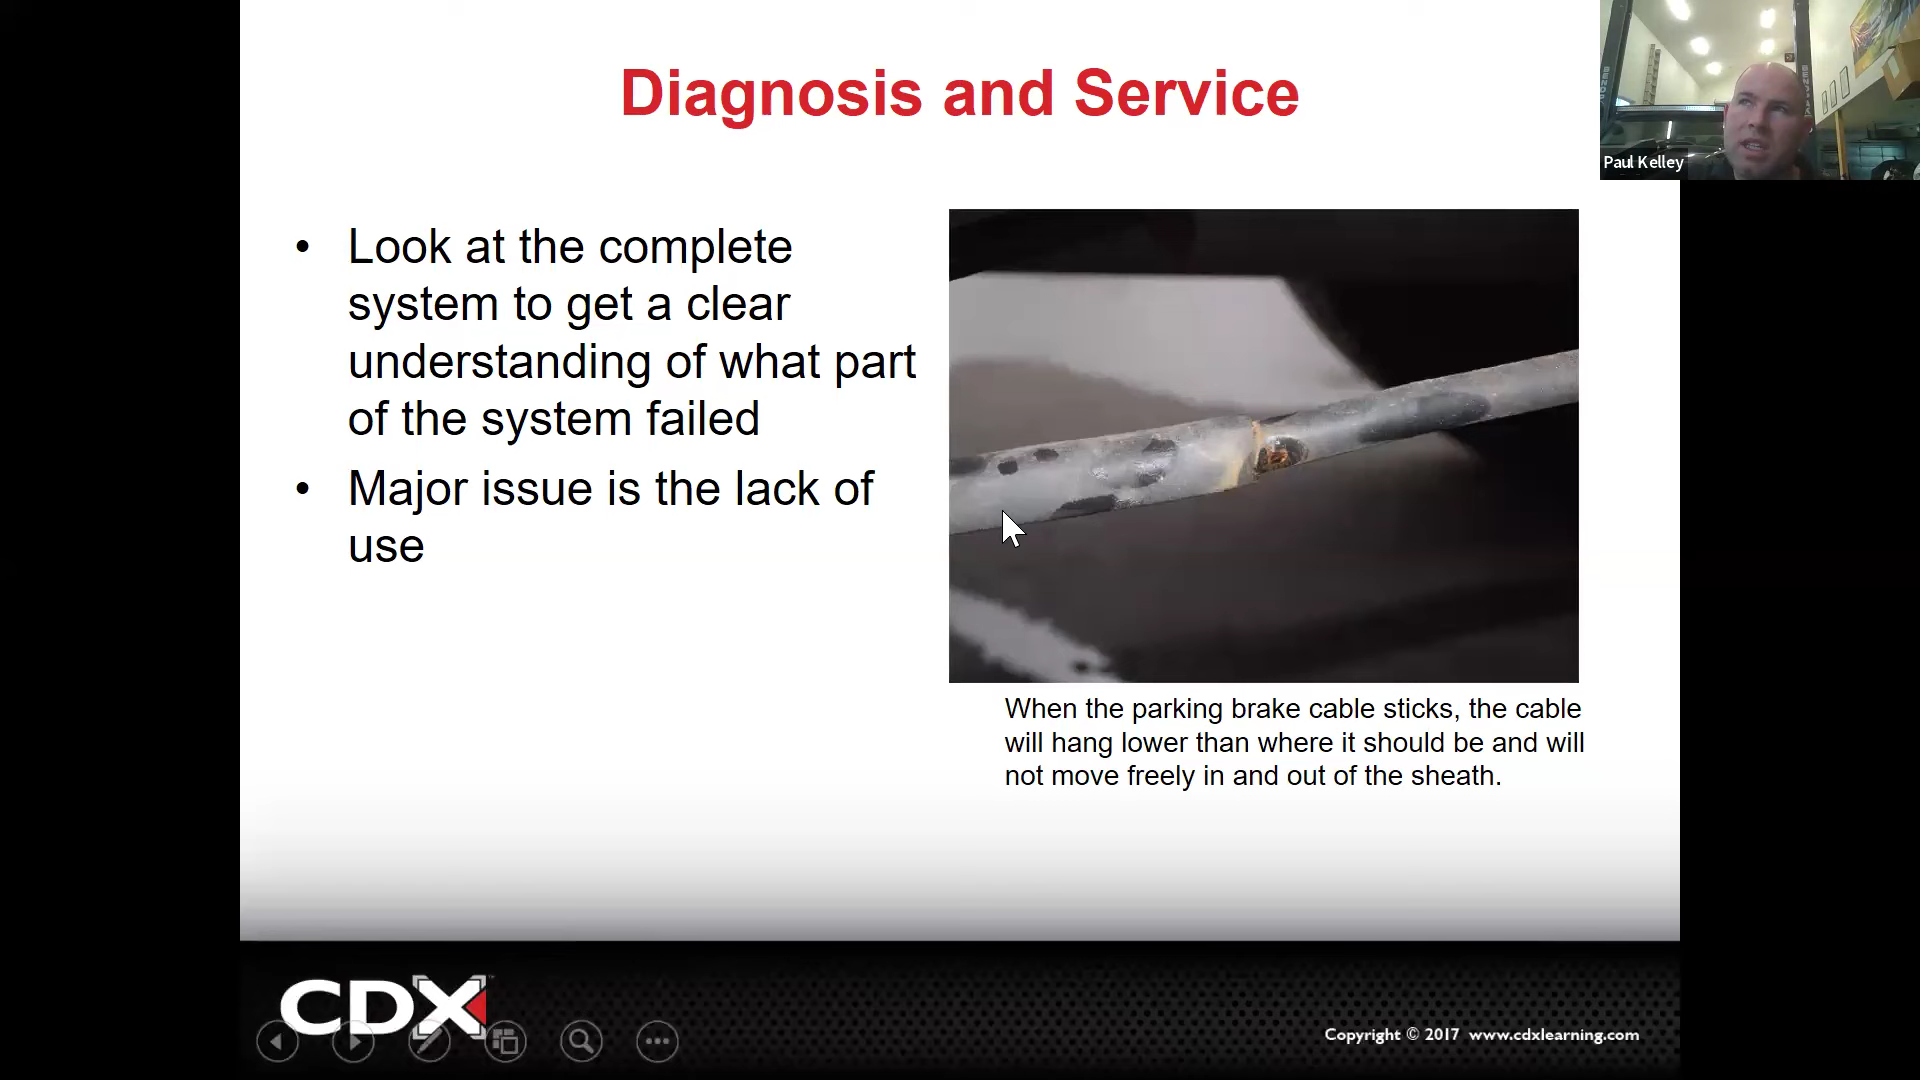 Diagnosis and Service
Paul Kelley
• Look at the complete
system to get a clear
understanding of what part
of the system failed
• Major issue is the lack of
use
When the parking brake cable sticks, the cable
will hang lower than where it should be and will
not move freely in and out of the sheath.
CDX
Copyright © 2017 www.cdxlearning.com